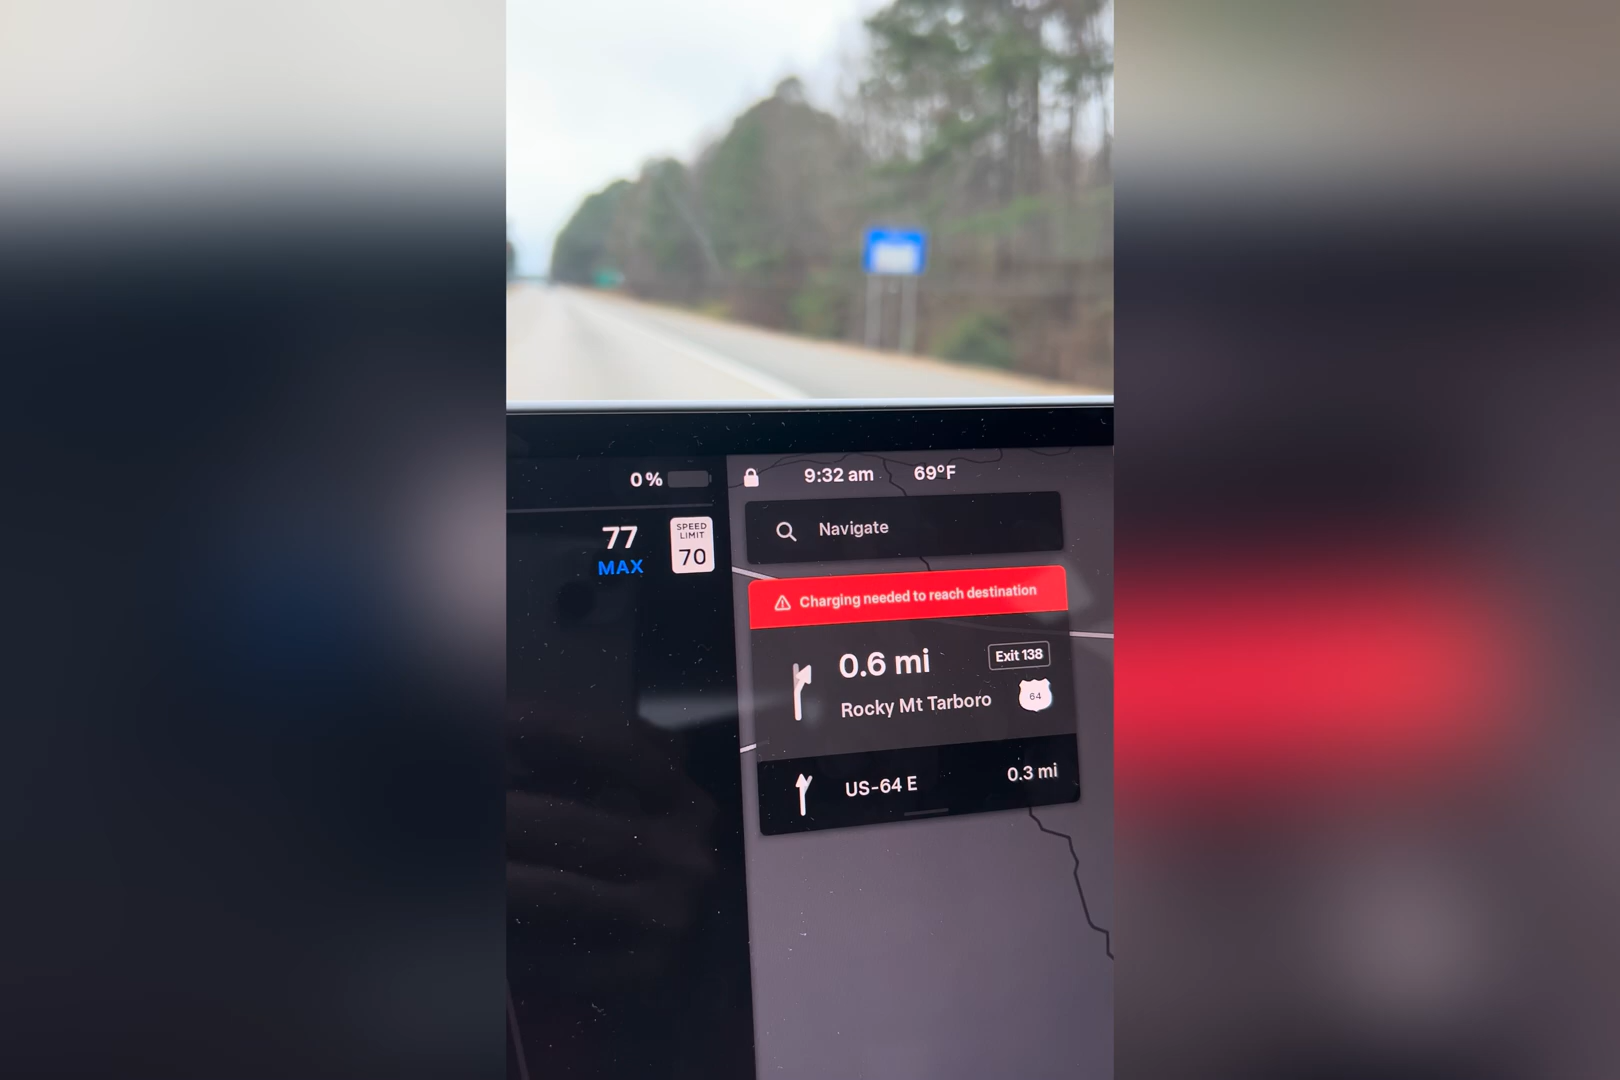 0%
9:32 am
69°F
77
MAX
SPEED
LIMIT
70
Navigate
Charging needed to reach destination
0.6 mi
Exit 138
Rocky Mt Tarboro
64
US-64 E
0.3 mi